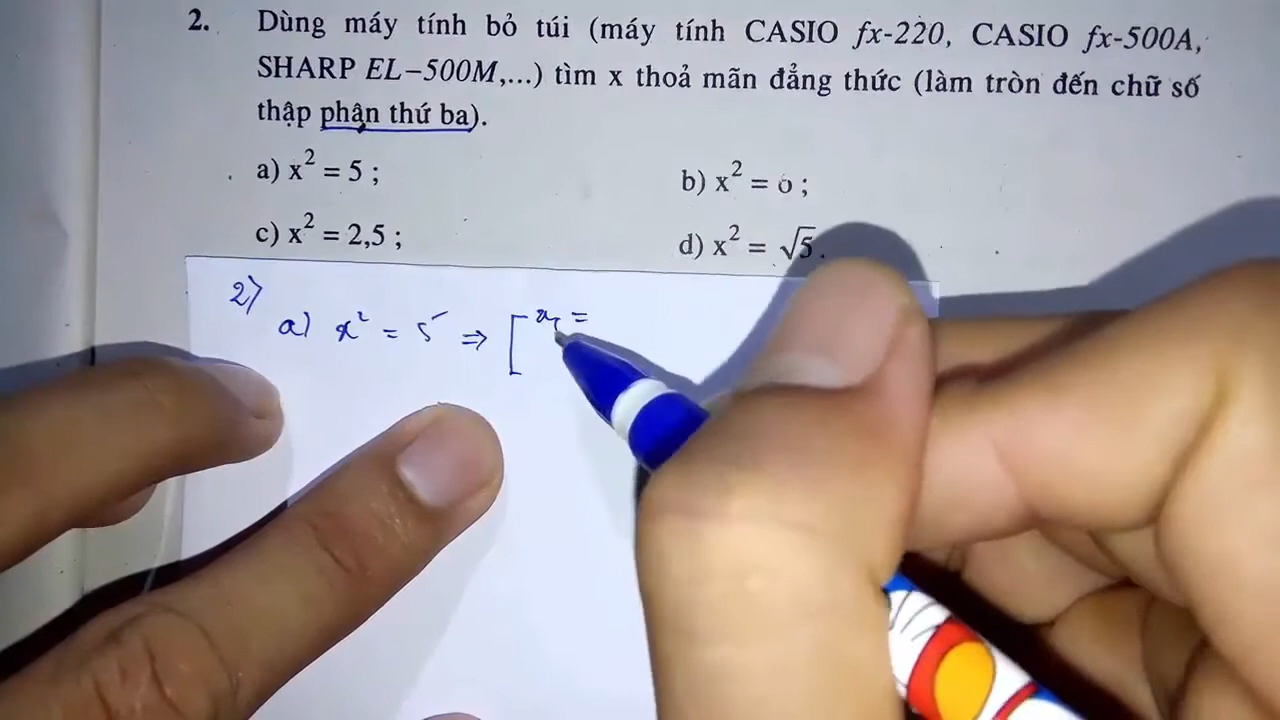 2. Dùng máy tính bỏ túi (máy tính CASIO fx-220, CASIO fx-500A,
SHARP EL-500M,...) tìm x thoả mãn đẳng thức (làm tròn đến chữ số
thập phận thứ ba).
a) x² = 5 ;
b) x² = 6 ;
c) x² = 2,5 ;
d) x² = √5.
2)
a) x² = 5 ⇒ [ x₁ =